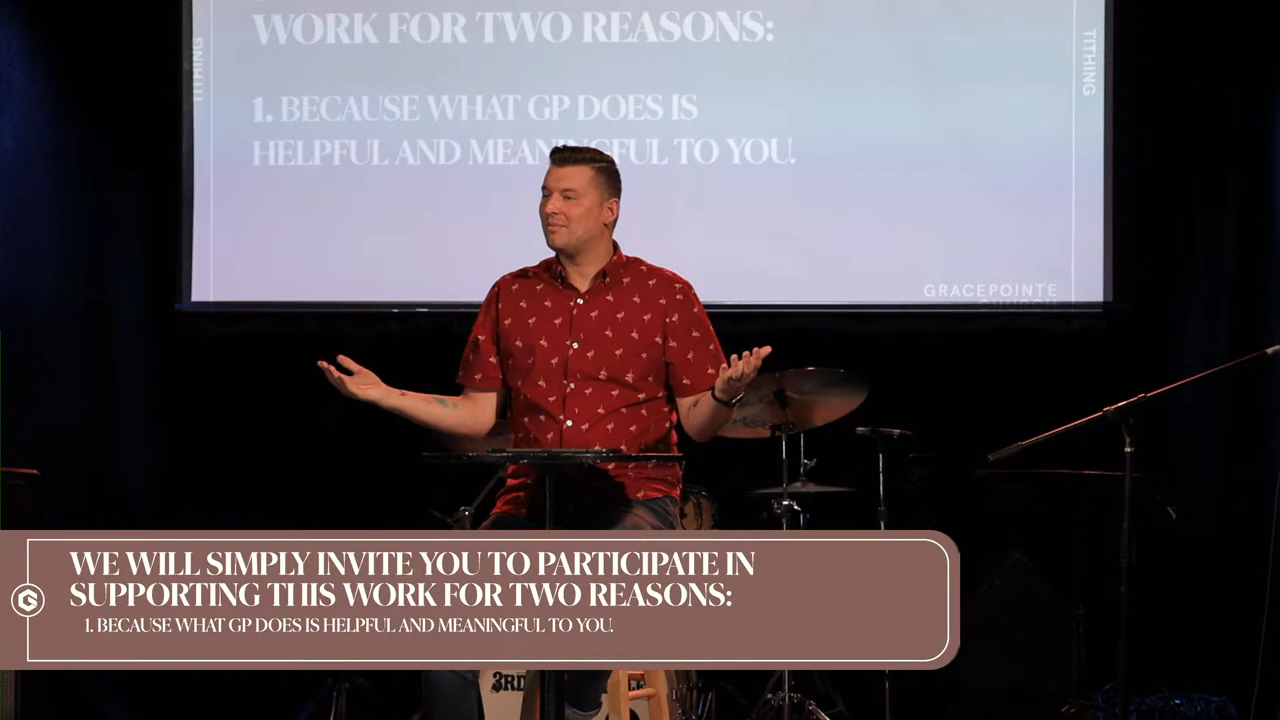 WORK FOR TWO REASONS:
TITHING
TITHING
1. BECAUSE WHAT GP DOES IS
HELPFUL AND MEANINGFUL TO YOU.
GRACEPOINTE
CHURCH
WE WILL SIMPLY INVITE YOU TO PARTICIPATE IN
SUPPORTING THIS WORK FOR TWO REASONS:
1. BECAUSE WHAT GP DOES IS HELPFUL AND MEANINGFUL TO YOU.
3RD